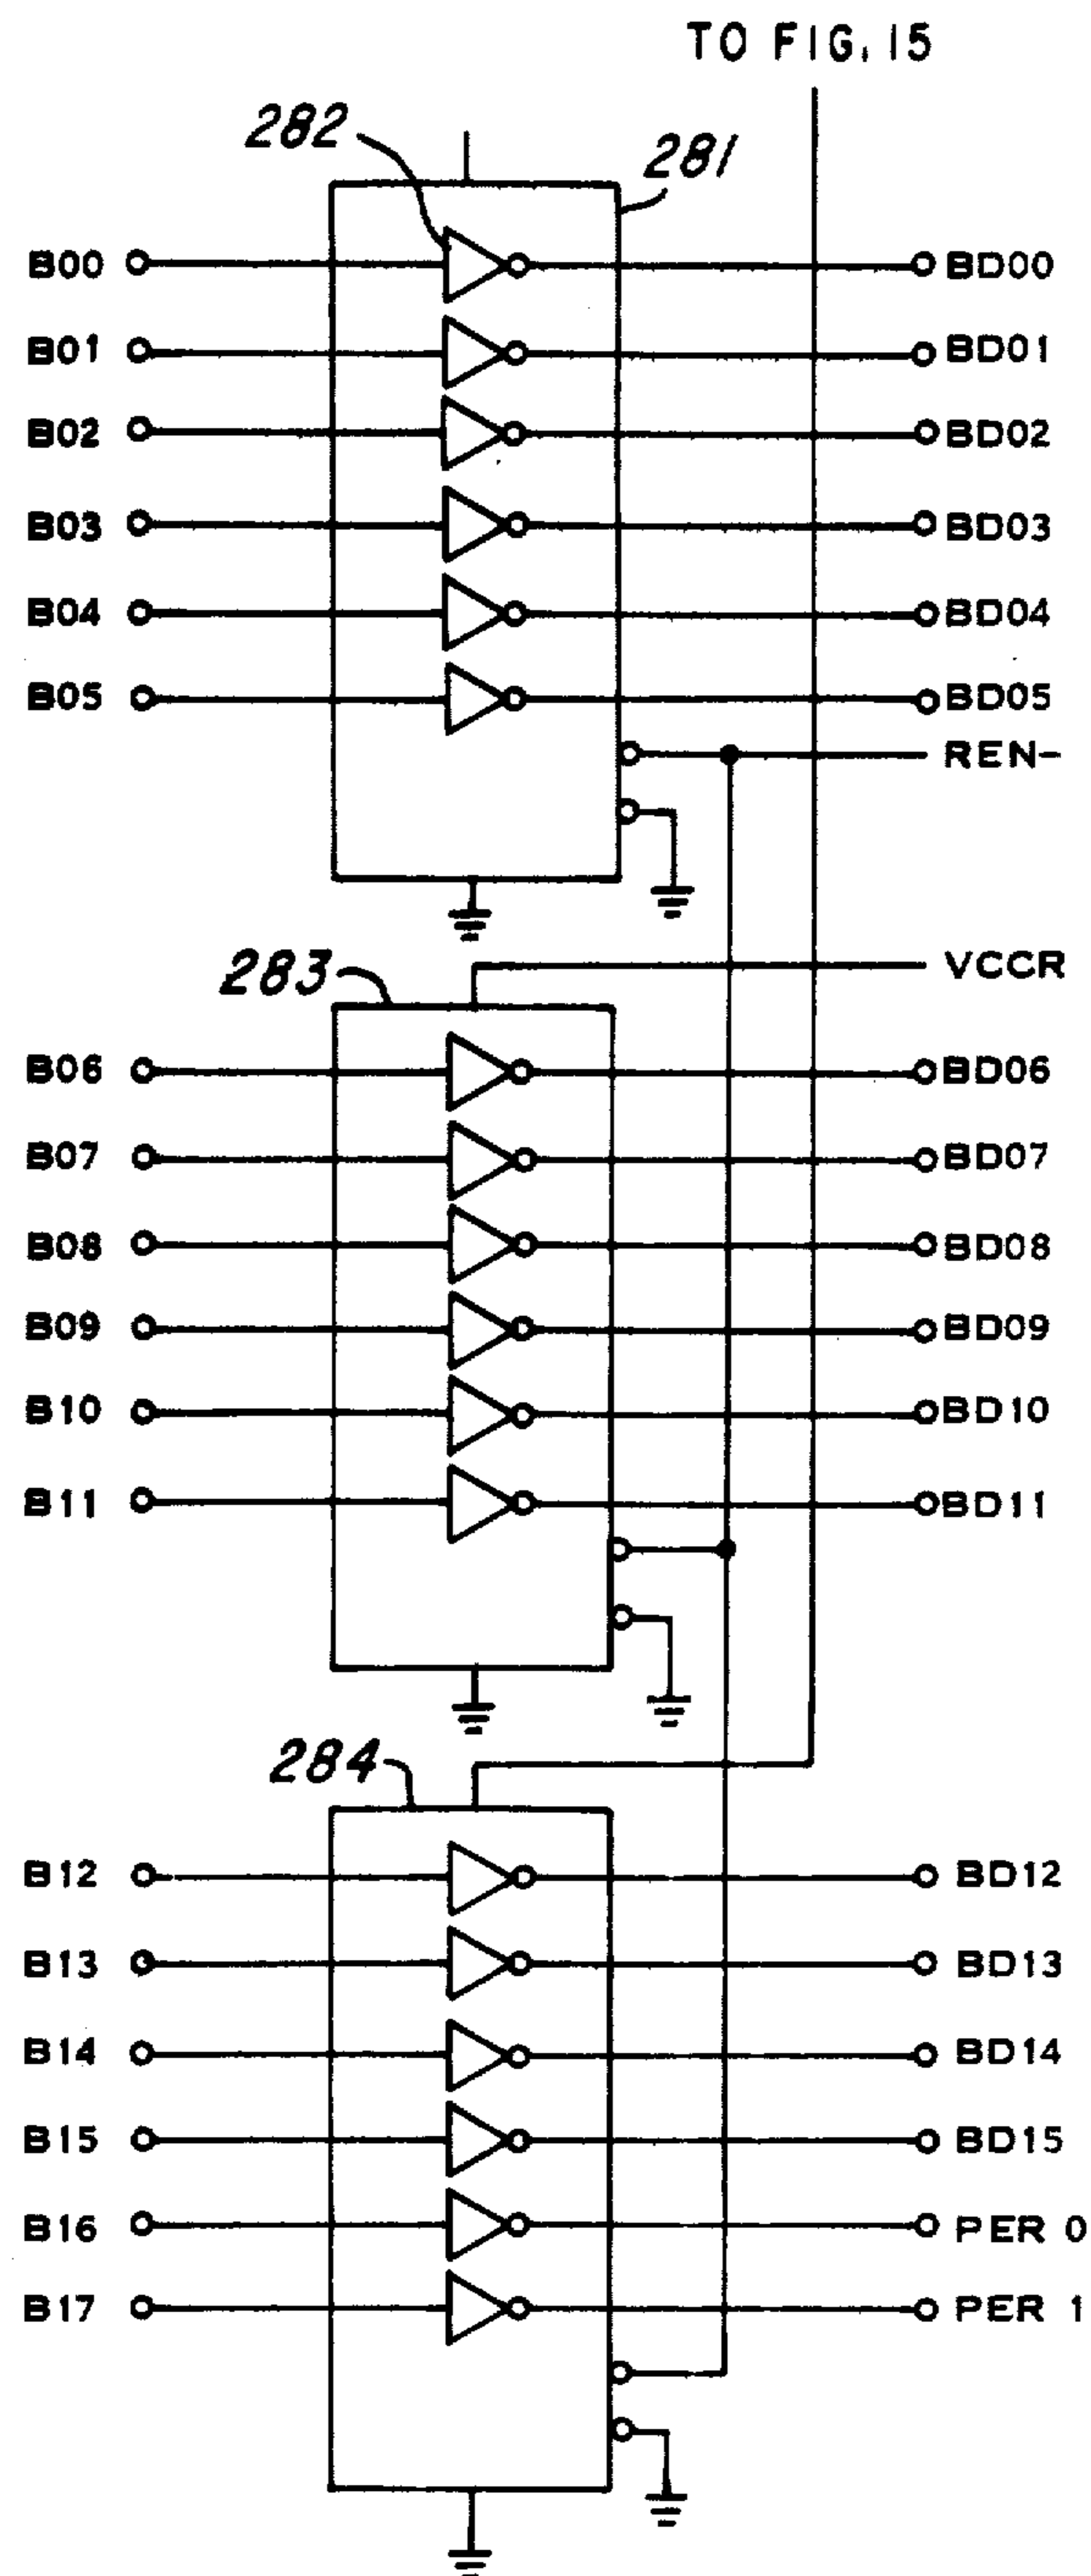 TO FIG. 15
282
281
B00 BD00
B01 BD01
B02 BD02
B03 BD03
B04 BD04
B05 BD05
REN-
283
VCCR
B06 BD06
B07 BD07
B08 BD08
B09 BD09
B10 BD10
B11 BD11
284
B12 BD12
B13 BD13
B14 BD14
B15 BD15
B16 PER 0
B17 PER 1